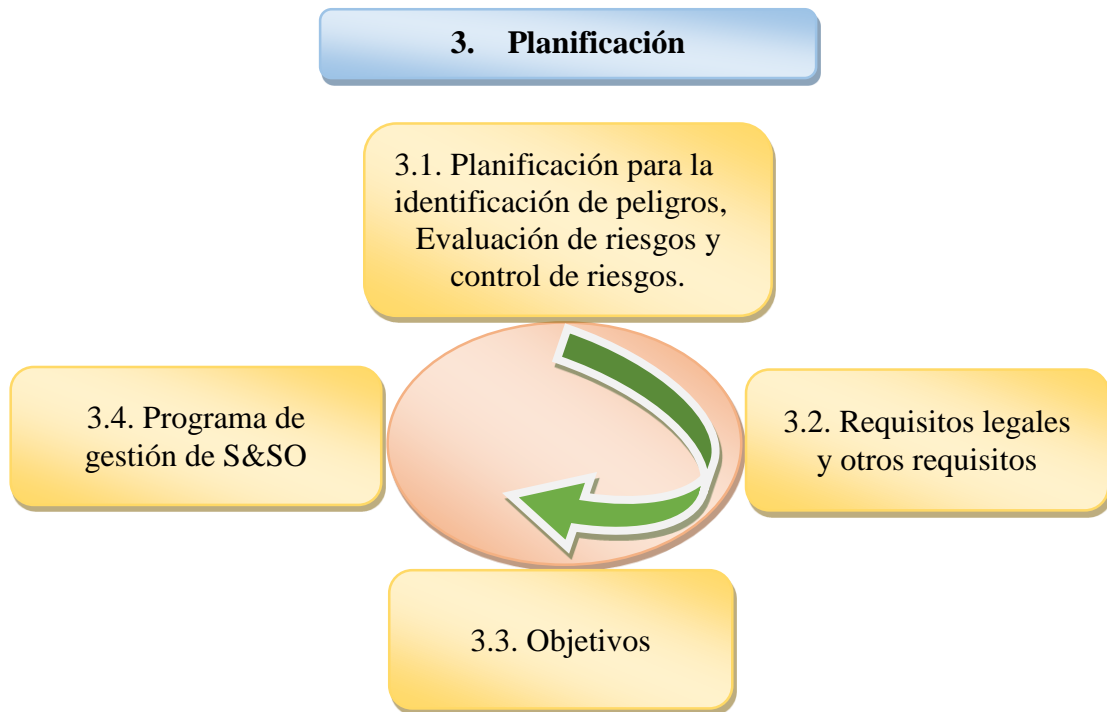 3. Planificación
3.1. Planificación para la
identificación de peligros,
Evaluación de riesgos y
control de riesgos.
3.4. Programa de
gestión de S&SO
3.2. Requisitos legales
y otros requisitos
3.3. Objetivos